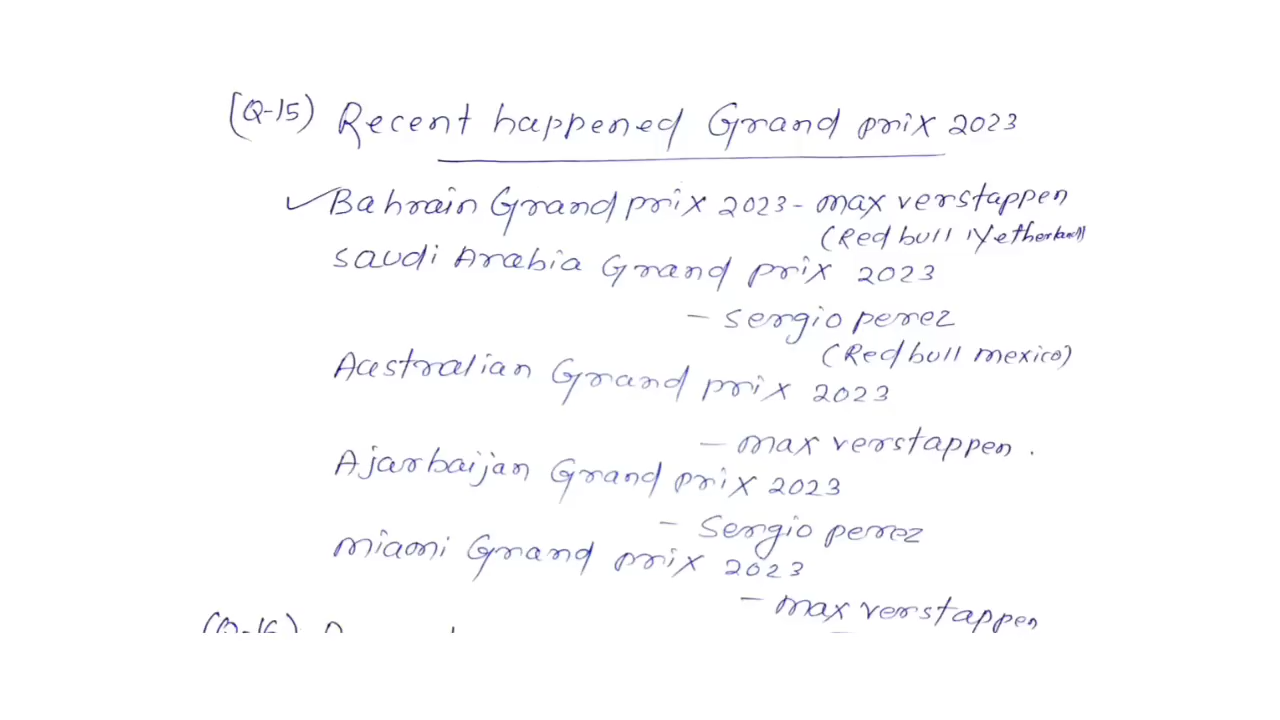 (Q-15) Recent happened Grand prix 2023
✓Bahrain Grand prix 2023 - max verstappen
(Red bull Netherland)
Saudi Arabia Grand prix 2023
- Sergio perez
(Red bull mexico)
Australian Grand prix 2023
- max verstappen.
Ajarbaijan Grand prix 2023
- Sergio perez
miami Grand prix 2023
- max verstappen
(Q-16)